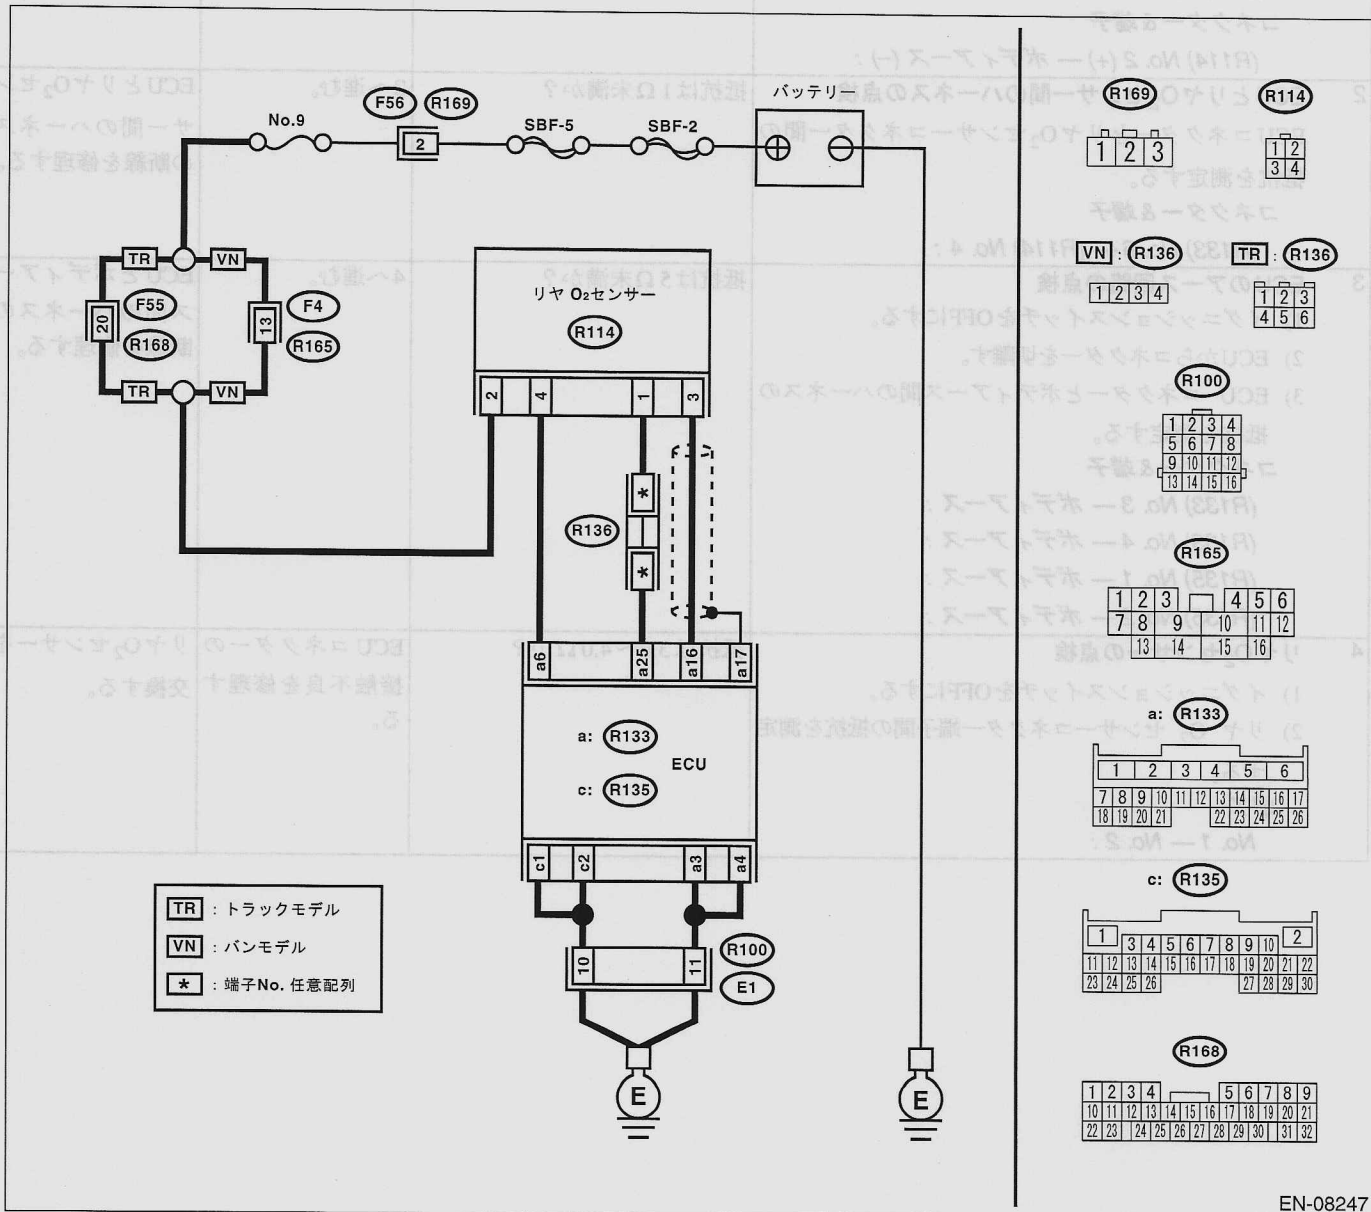 バッテリー
No.9
F56
R169
2
SBF-5
SBF-2
TR
VN
20
F55
R168
13
F4
R165
TR
VN
リヤ O₂センサー
R114
2
4
1
3
*
R136
*
a6
a25
a16
a17
a: R133
ECU
c: R135
c1
c2
a3
a4
10
11
R100
E1
E
E
TR : トラックモデル
VN : バンモデル
* : 端子No. 任意配列
R169
1 2 3
R114
1 2
3 4
VN : R136
1 2 3 4
TR : R136
1 2 3
4 5 6
R100
1 2 3 4
5 6 7 8
9 10 11 12
13 14 15 16
R165
1 2 3 4 5 6
7 8 9 10 11 12
13 14 15 16
a: R133
1 2 3 4 5 6
7 8 9 10 11 12 13 14 15 16 17
18 19 20 21 22 23 24 25 26
c: R135
1 3 4 5 6 7 8 9 10 2
11 12 13 14 15 16 17 18 19 20 21 22
23 24 25 26 27 28 29 30
R168
1 2 3 4 5 6 7 8 9
10 11 12 13 14 15 16 17 18 19 20 21
22 23 24 25 26 27 28 29 30 31 32
EN-08247